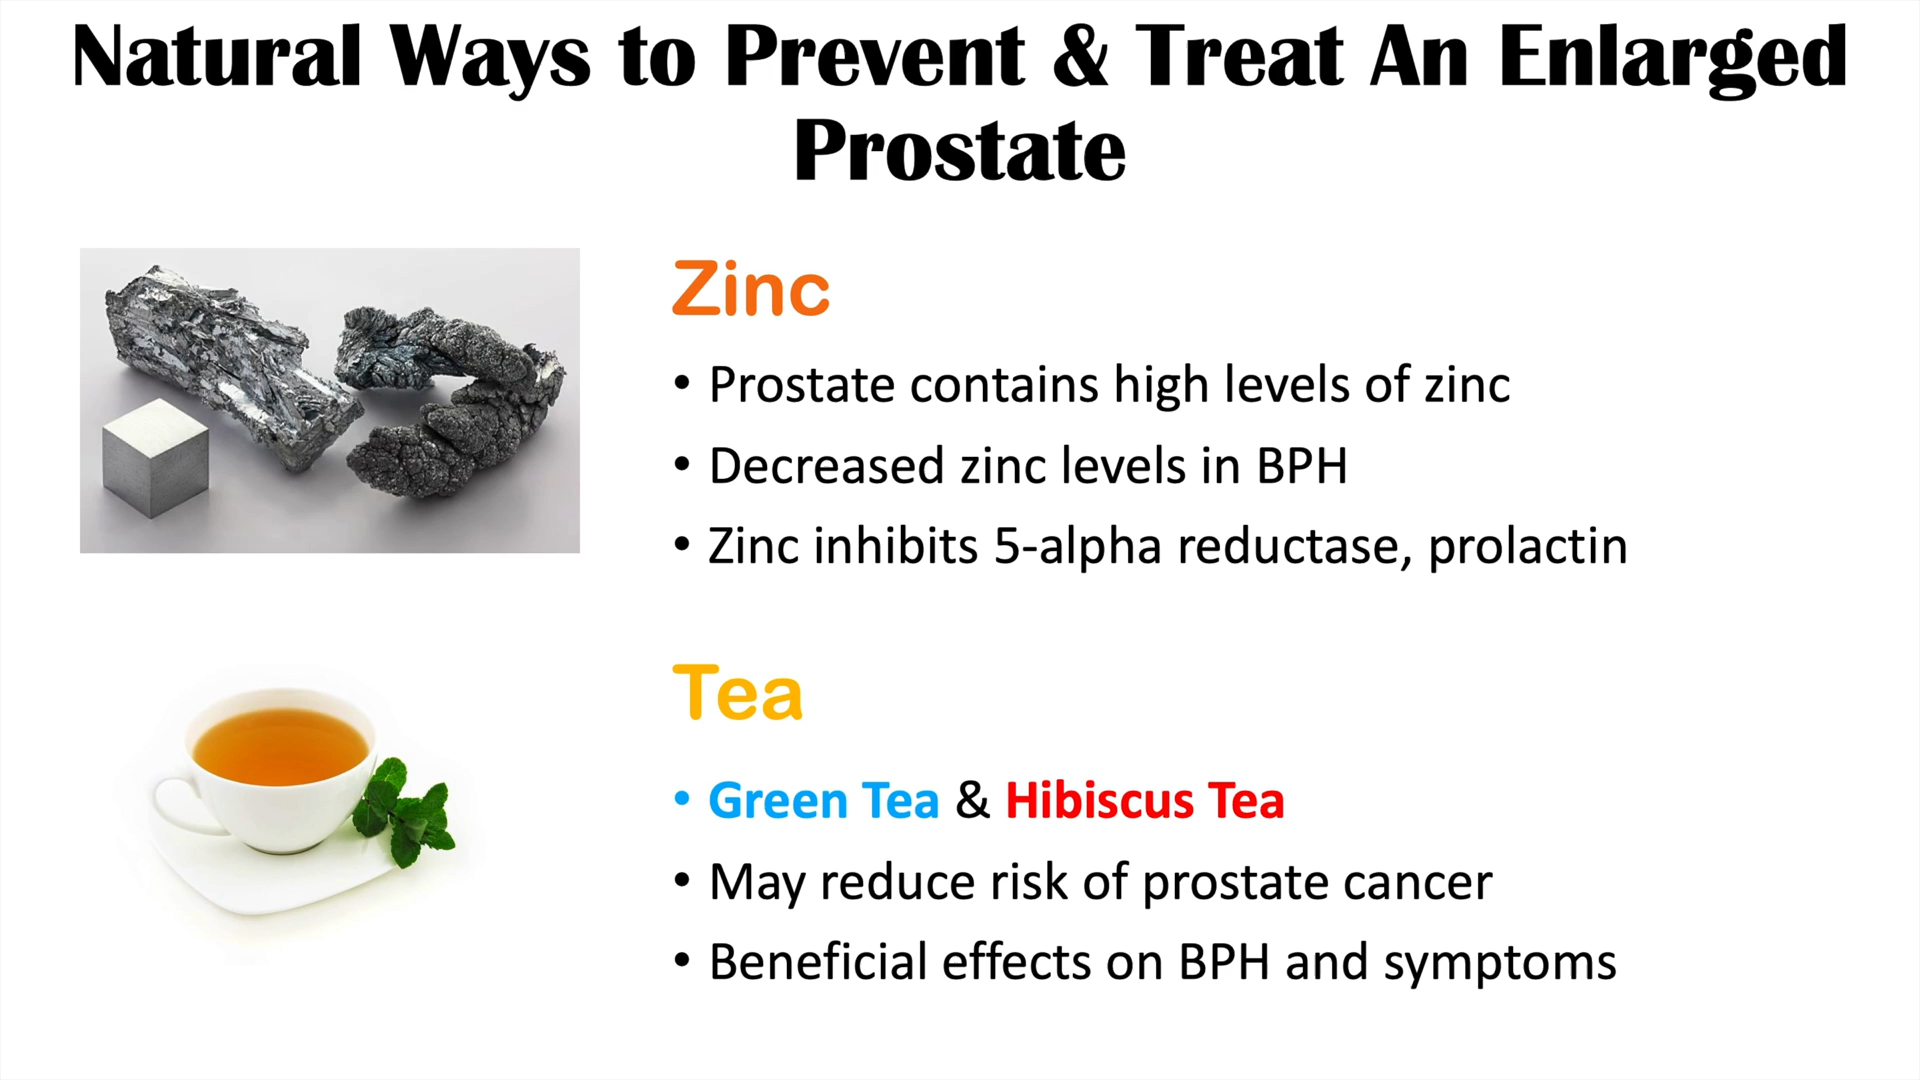 Natural Ways to Prevent & Treat An Enlarged
Prostate
Zinc
• Prostate contains high levels of zinc
• Decreased zinc levels in BPH
• Zinc inhibits 5-alpha reductase, prolactin
Tea
• Green Tea & Hibiscus Tea
• May reduce risk of prostate cancer
• Beneficial effects on BPH and symptoms